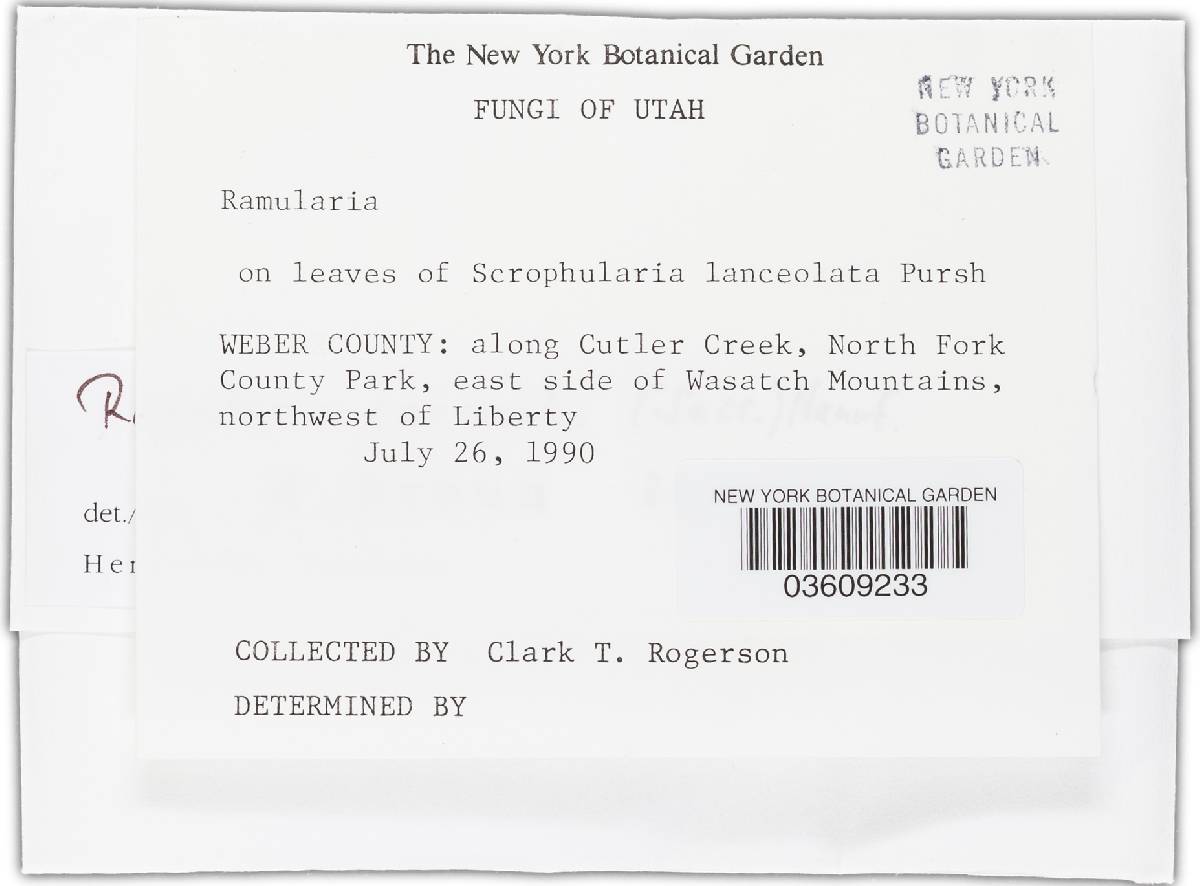 The New York Botanical Garden
FUNGI OF UTAH
NEW YORK
BOTANICAL
GARDEN
Ramularia
on leaves of Scrophularia lanceolata Pursh
WEBER COUNTY: along Cutler Creek, North Fork
County Park, east side of Wasatch Mountains,
northwest of Liberty
July 26, 1990
NEW YORK BOTANICAL GARDEN
03609233
COLLECTED BY Clark T. Rogerson
DETERMINED BY
det./
Her